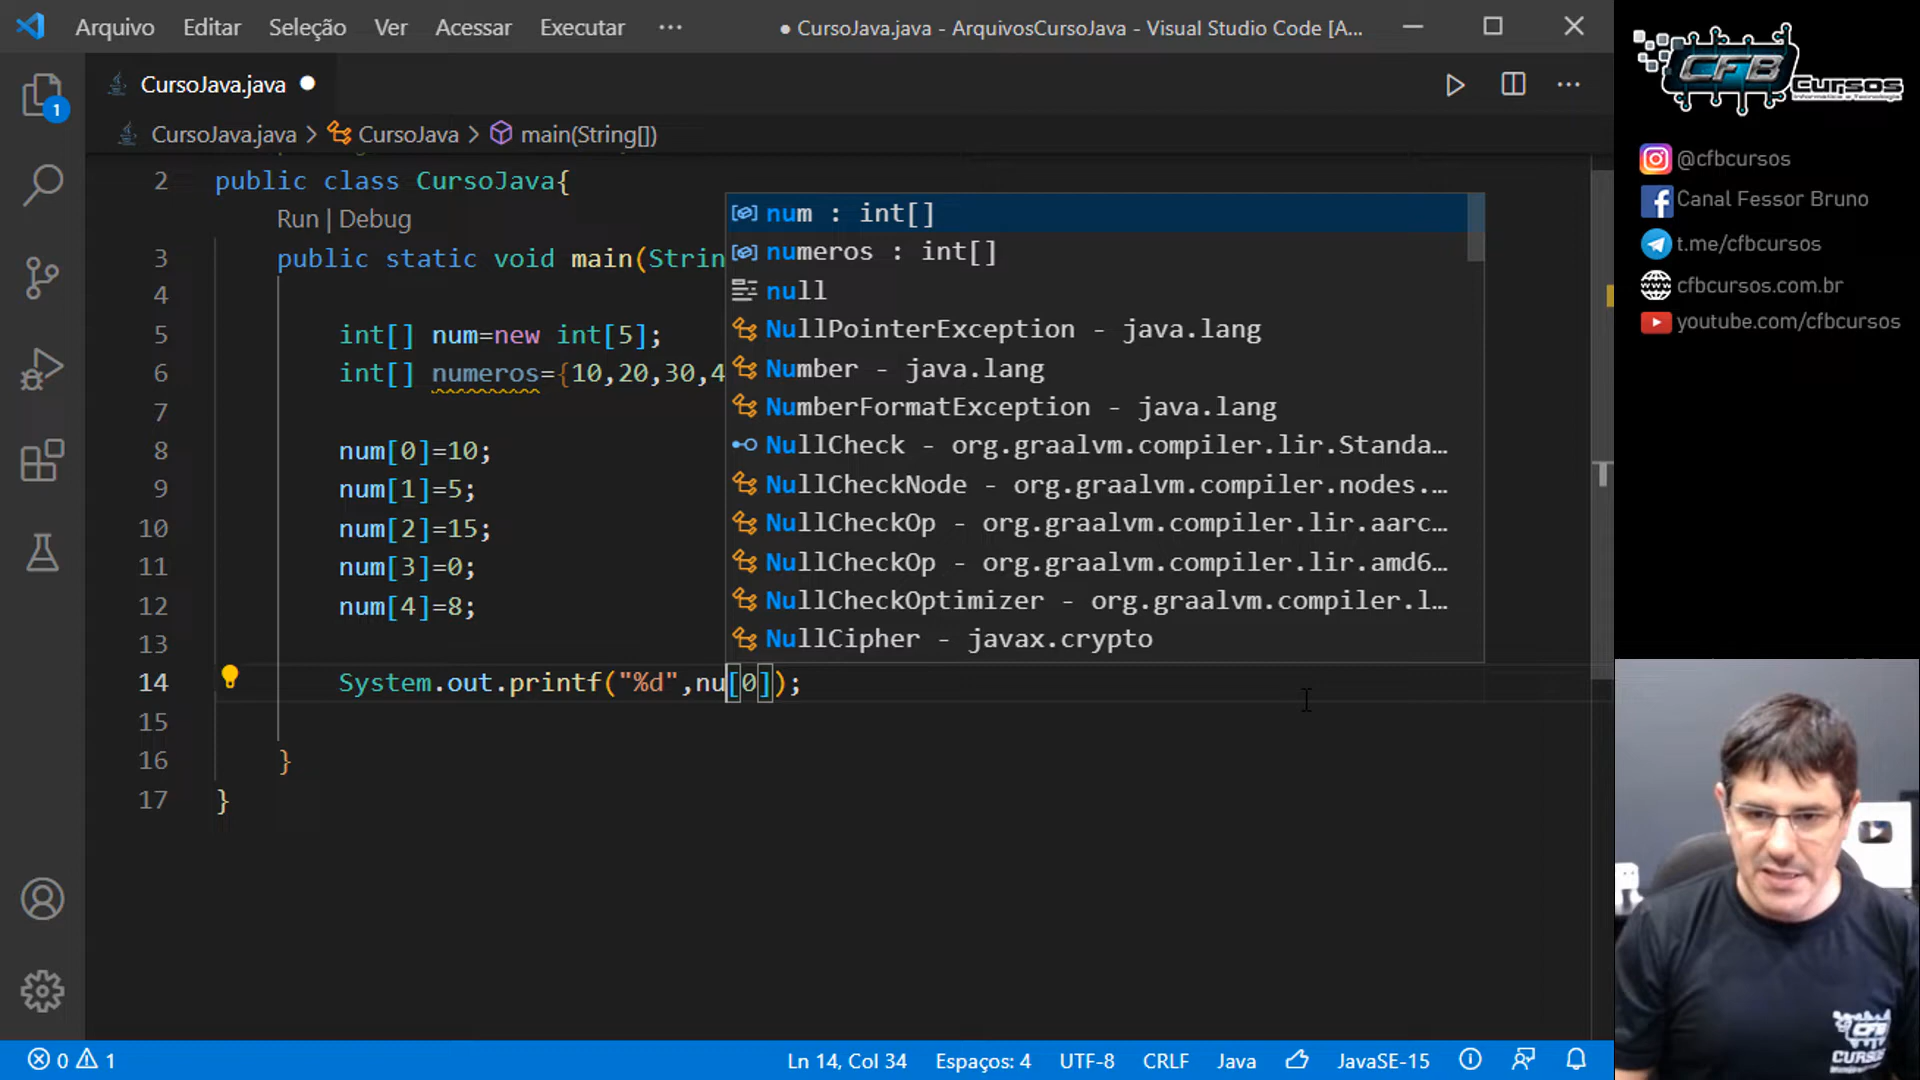 Arquivo Editar Seleção Ver Acessar Executar ··· ● CursoJava.java - ArquivosCursoJava - Visual Studio Code [A...
CursoJava.java
1
CursoJava.java > CursoJava > main(String[])
2 public class CursoJava{
Run | Debug
3 public static void main(Strin
4
5 int[] num=new int[5];
6 int[] numeros={10,20,30,4
7
8 num[0]=10;
9 num[1]=5;
10 num[2]=15;
11 num[3]=0;
12 num[4]=8;
13
14 System.out.printf("%d",nu[0]);
15
16 }
17 }
num : int[]
numeros : int[]
null
NullPointerException - java.lang
Number - java.lang
NumberFormatException - java.lang
NullCheck - org.graalvm.compiler.lir.Standa...
NullCheckNode - org.graalvm.compiler.nodes....
NullCheckOp - org.graalvm.compiler.lir.aarc...
NullCheckOp - org.graalvm.compiler.lir.amd6...
NullCheckOptimizer - org.graalvm.compiler.l...
NullCipher - javax.crypto
0 1 Ln 14, Col 34 Espaços: 4 UTF-8 CRLF Java JavaSE-15
CFB
Cursos
@cfbcursos
Canal Fessor Bruno
t.me/cfbcursos
cfbcursos.com.br
youtube.com/cfbcursos
CFB
CURSOS